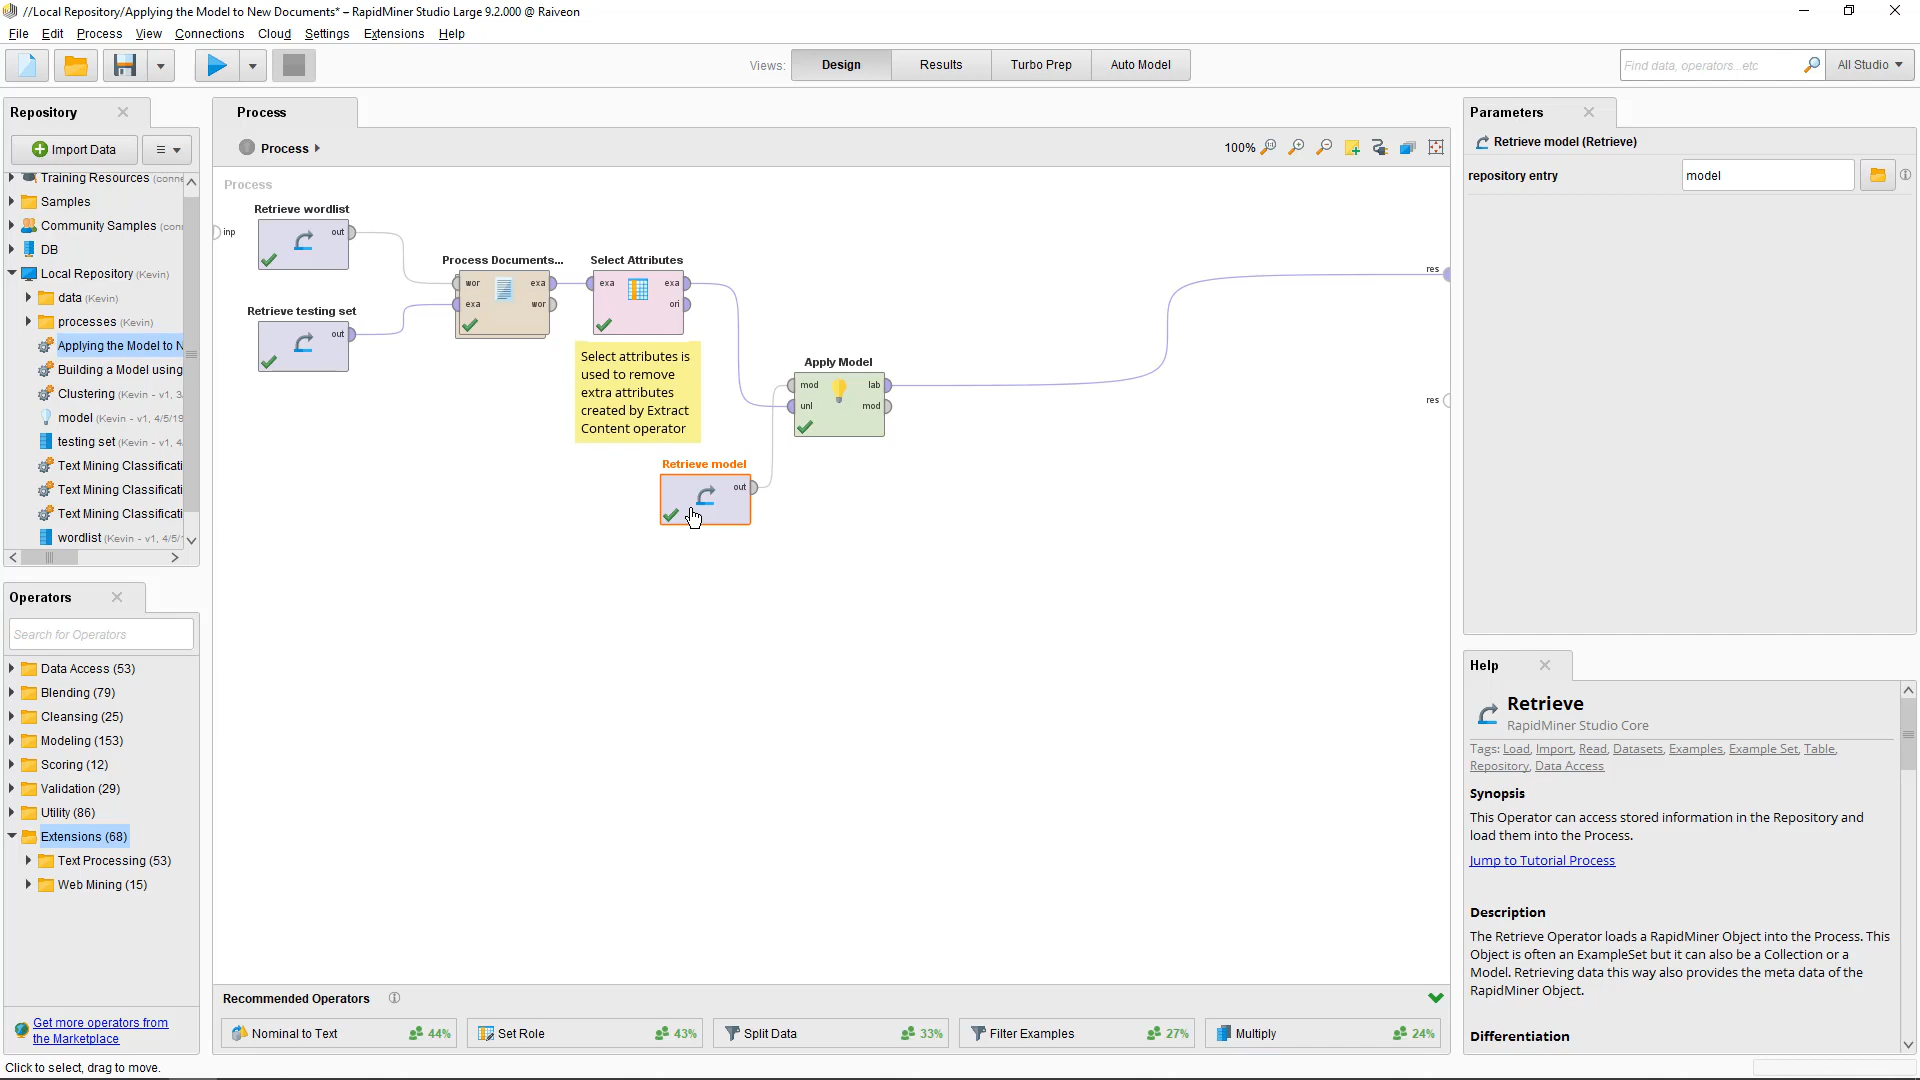 //Local Repository/Applying the Model to New Documents* – RapidMiner Studio Large 9.2.000 @ Raiveon
File Edit Process View Connections Cloud Settings Extensions Help
Views: Design Results Turbo Prep Auto Model
Find data, operators...etc
All Studio
Repository
Import Data
Training Resources (conne
Samples
Community Samples (conn
DB
Local Repository (Kevin)
data (Kevin)
processes (Kevin)
Applying the Model to N
Building a Model using
Clustering (Kevin - v1, 3
model (Kevin - v1, 4/5/19
testing set (Kevin - v1, 4
Text Mining Classificati
Text Mining Classificati
Text Mining Classificati
wordlist (Kevin - v1, 4/5/
Operators
Search for Operators
Data Access (53)
Blending (79)
Cleansing (25)
Modeling (153)
Scoring (12)
Validation (29)
Utility (86)
Extensions (68)
Text Processing (53)
Web Mining (15)
Get more operators from
the Marketplace
Click to select, drag to move.
Process
Process
100%
Process
inp
Retrieve wordlist
out
Retrieve testing set
out
Process Documents...
wor exa
exa wor
Select Attributes
exa exa
ori
Select attributes is
used to remove
extra attributes
created by Extract
Content operator
Apply Model
mod lab
unl mod
Retrieve model
out
res
res
Recommended Operators
Nominal to Text 44%
Set Role 43%
Split Data 33%
Filter Examples 27%
Multiply 24%
Parameters
Retrieve model (Retrieve)
repository entry model
Help
Retrieve
RapidMiner Studio Core
Tags: Load, Import, Read, Datasets, Examples, Example Set, Table,
Repository, Data Access
Synopsis
This Operator can access stored information in the Repository and
load them into the Process.
Jump to Tutorial Process
Description
The Retrieve Operator loads a RapidMiner Object into the Process. This
Object is often an ExampleSet but it can also be a Collection or a
Model. Retrieving data this way also provides the meta data of the
RapidMiner Object.
Differentiation